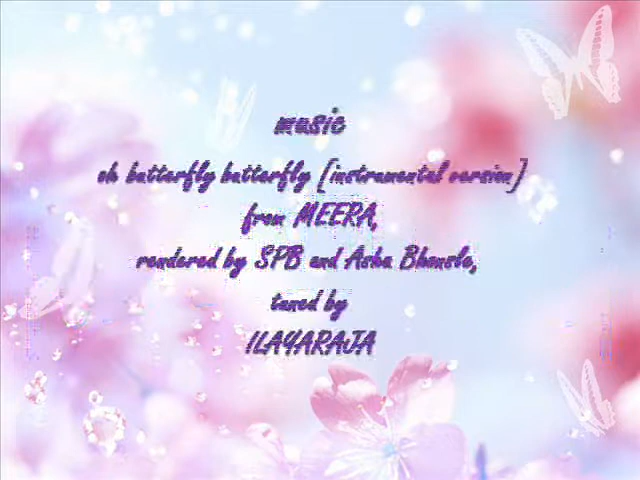 music
oh butterfly butterfly [instrumental version]
from MEERA,
rendered by SPB and Asha Bhonsle,
tuned by
ILAYARAJA